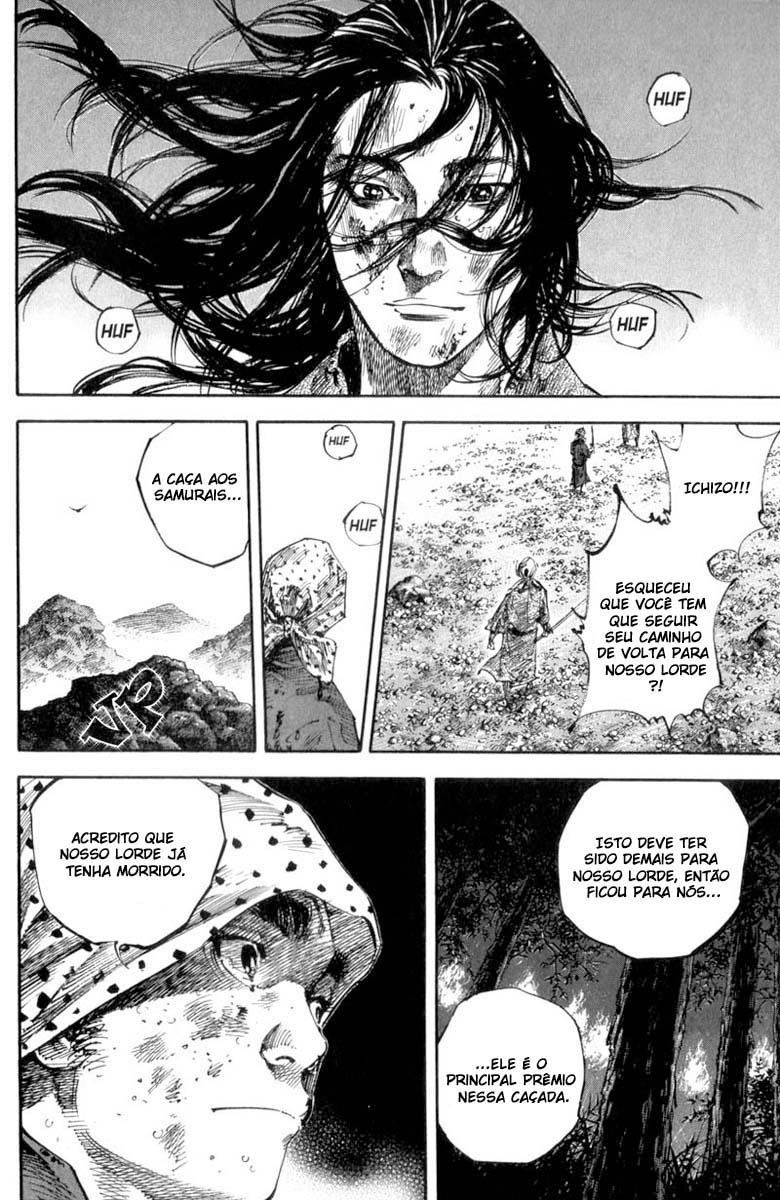 HUF
HUF
HUF
ICHIZO!!!
ESQUECEU
QUE VOCÊ TEM
QUE SEGUIR
SEU CAMINHO
DE VOLTA PARA
NOSSO LORDE
?!
HUF
HUF
A CAÇA AOS
SAMURAIS...
VP
ISTO DEVE TER
SIDO DEMAIS PARA
NOSSO LORDE, ENTÃO
FICOU PARA NÓS...
...ELE É O
PRINCIPAL PRÊMIO
NESSA CAÇADA.
ACREDITO QUE
NOSSO LORDE JÁ
TENHA MORRIDO.